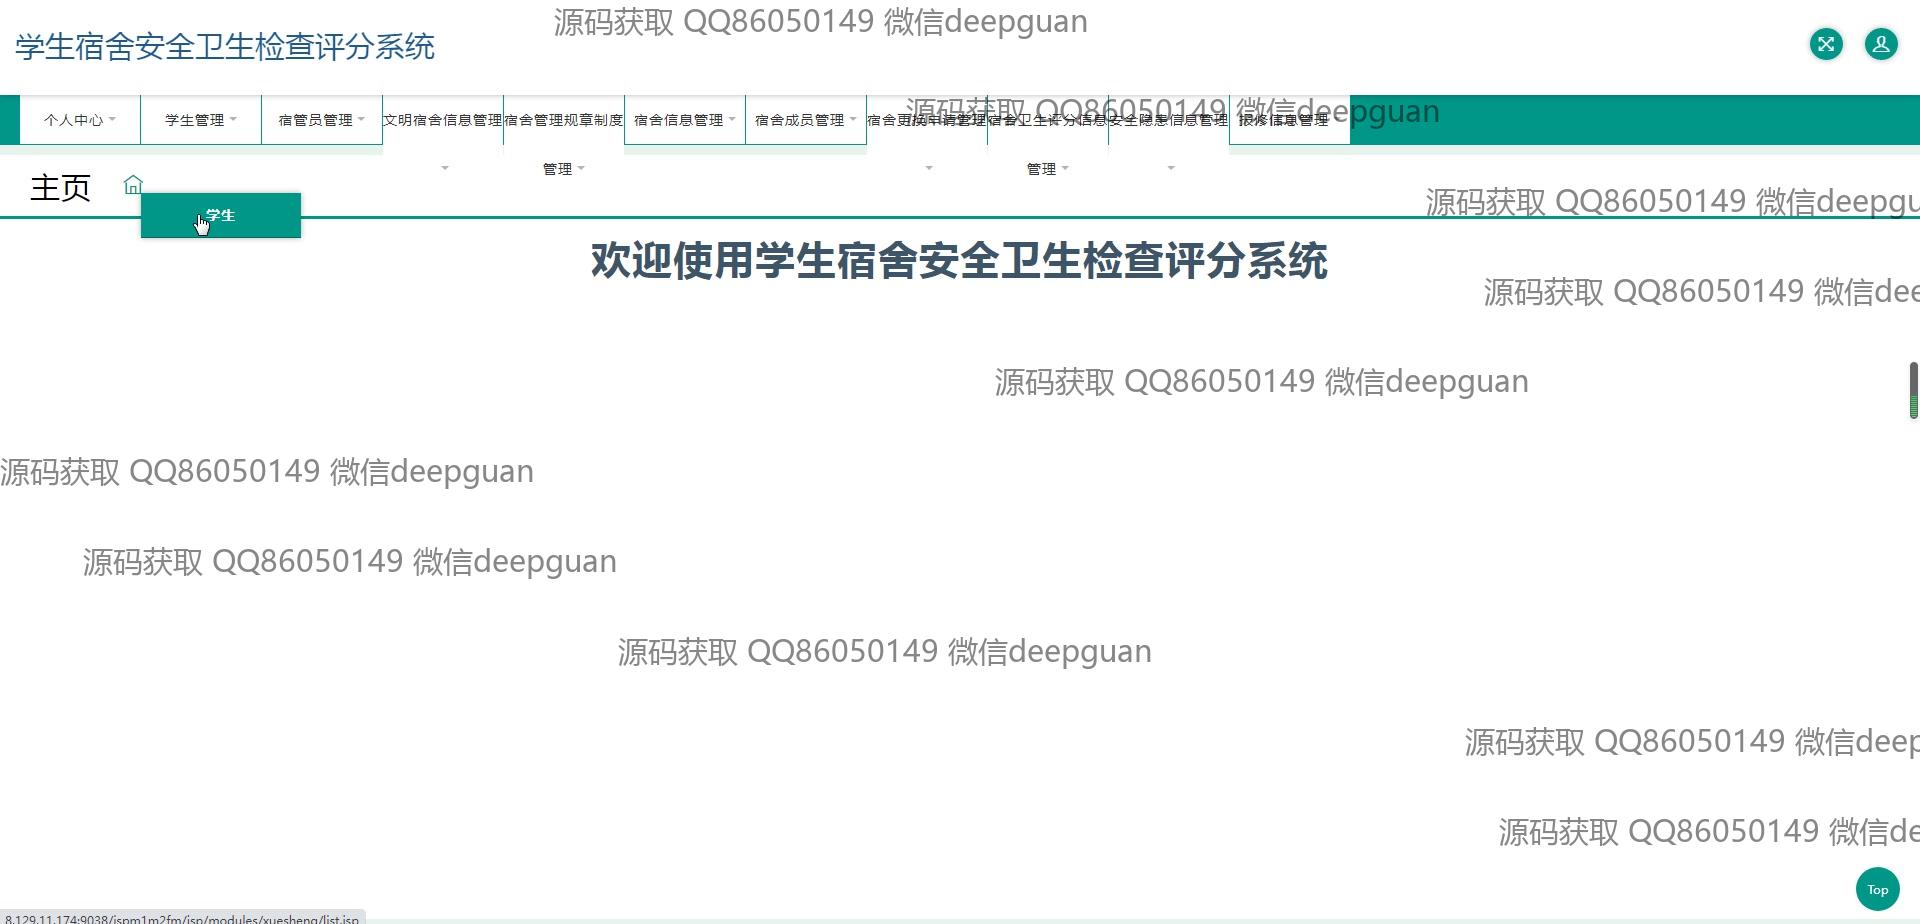 源码获取 QQ86050149 微信deepguan
学生宿舍安全卫生检查评分系统
源码获取 QQ86050149 微信deepguan
个人中心
学生管理
宿管员管理
文明宿舍信息管理
宿舍管理规章制度管理
宿舍信息管理
宿舍成员管理
宿舍更换申请管理
宿舍卫生评分信息管理
安全隐患信息管理
报修信息管理
主页
学生
源码获取 QQ86050149 微信deepgu
欢迎使用学生宿舍安全卫生检查评分系统
源码获取 QQ86050149 微信dee
源码获取 QQ86050149 微信deepguan
源码获取 QQ86050149 微信deepguan
源码获取 QQ86050149 微信deepguan
源码获取 QQ86050149 微信deepguan
源码获取 QQ86050149 微信deep
源码获取 QQ86050149 微信de
Top
8.129.11.174:9038/jspm1m2fm/jsp/modules/xuesheng/list.jsp